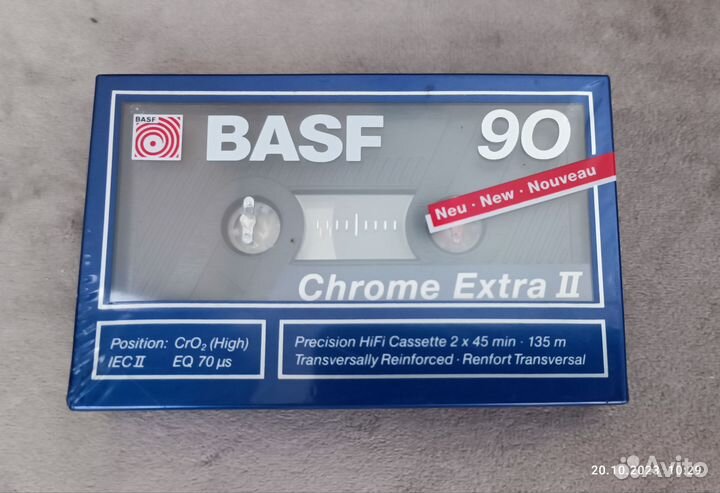 BASF
BASF 90
Neu · New · Nouveau
Chrome Extra II
Position: CrO₂ (High)
IEC II EQ 70 µs
Precision HiFi Cassette 2 x 45 min · 135 m
Transversally Reinforced · Renfort Transversal
Avito
20.10.2023 10:29